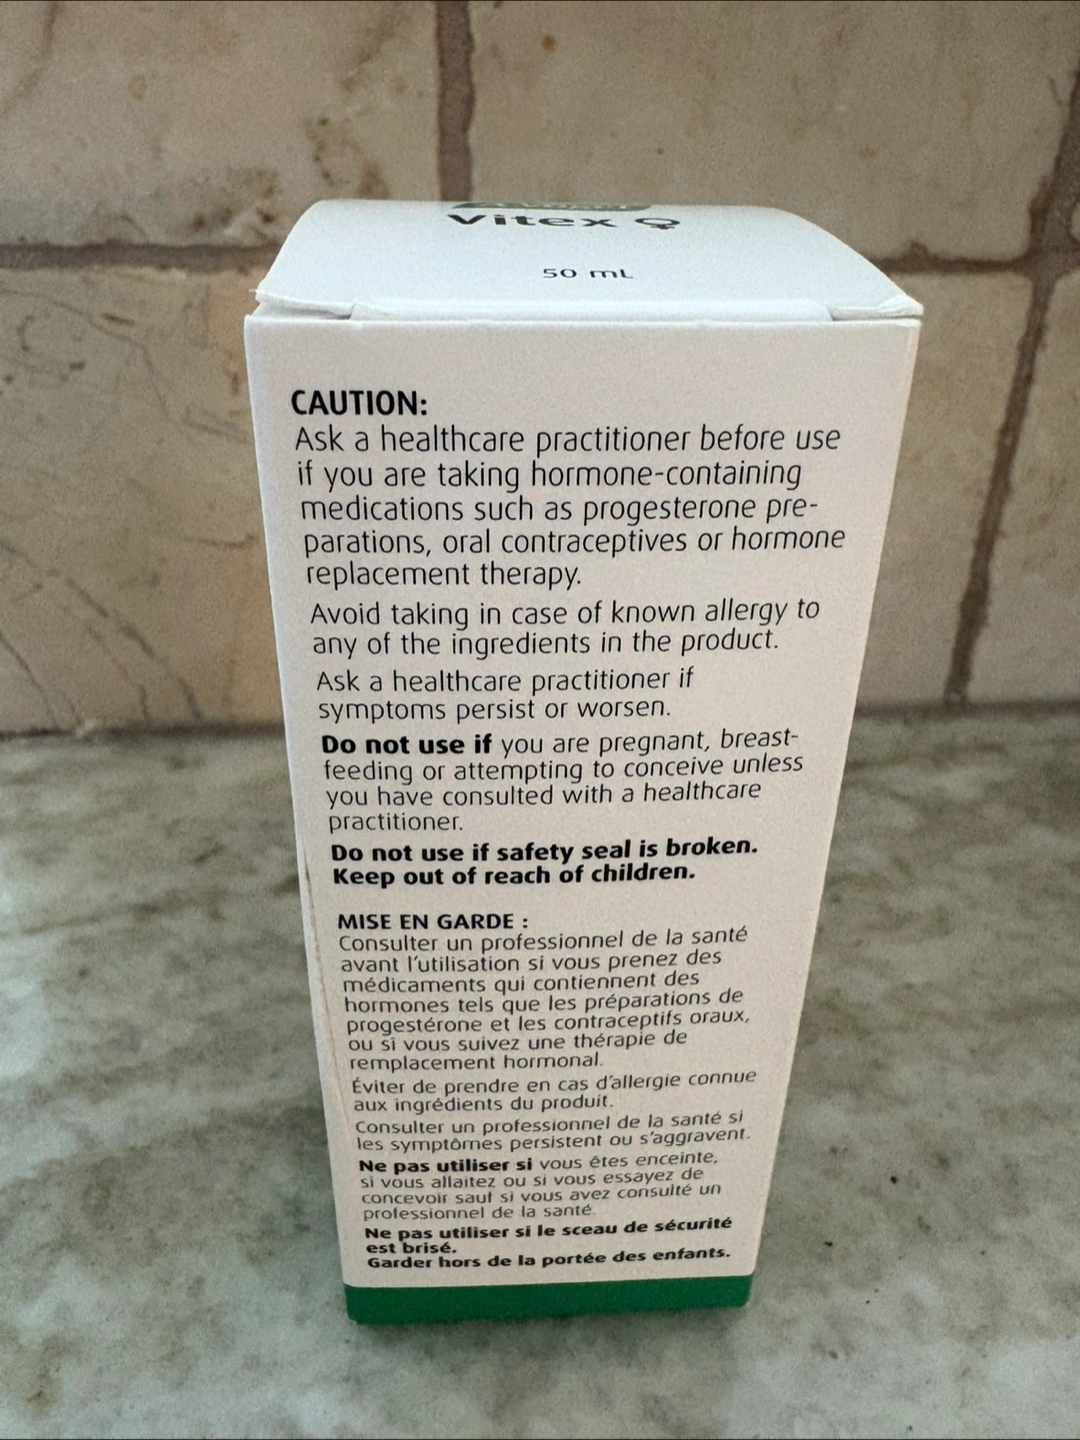 Vitex ♀
50 mL
CAUTION:
Ask a healthcare practitioner before use
if you are taking hormone-containing
medications such as progesterone pre-
parations, oral contraceptives or hormone
replacement therapy.
Avoid taking in case of known allergy to
any of the ingredients in the product.
Ask a healthcare practitioner if
symptoms persist or worsen.
Do not use if you are pregnant, breast-
feeding or attempting to conceive unless
you have consulted with a healthcare
practitioner.
Do not use if safety seal is broken.
Keep out of reach of children.
MISE EN GARDE :
Consulter un professionnel de la santé
avant l'utilisation si vous prenez des
médicaments qui contiennent des
hormones tels que les préparations de
progestérone et les contraceptifs oraux,
ou si vous suivez une thérapie de
remplacement hormonal.
Éviter de prendre en cas d'allergie connue
aux ingrédients du produit.
Consulter un professionnel de la santé si
les symptômes persistent ou s'aggravent.
Ne pas utiliser si vous êtes enceinte,
si vous allaitez ou si vous essayez de
concevoir sauf si vous avez consulté un
professionnel de la santé.
Ne pas utiliser si le sceau de sécurité
est brisé.
Garder hors de la portée des enfants.